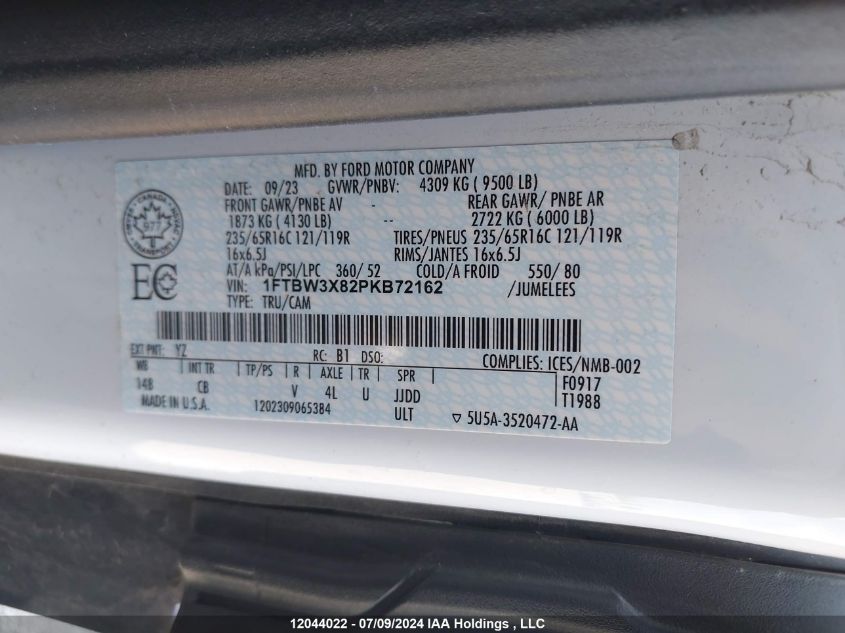 MFD. BY FORD MOTOR COMPANY
DATE: 09/23 GVWR/PNBV: 4309 KG ( 9500 LB)
FRONT GAWR/PNBE AV - REAR GAWR/ PNBE AR
1873 KG ( 4130 LB) -- 2722 KG ( 6000 LB)
235/65R16C 121/119R TIRES/PNEUS 235/65R16C 121/119R
16x6.5J RIMS/JANTES 16x6.5J
AT/A kPa/PSI/LPC 360/ 52 COLD/A FROID 550/ 80
VIN: 1FTBW3X82PKB72162 /JUMELEES
TYPE: TRU/CAM
CANADA
977
TRANSPORT
EC
EXT PNT: YZ RC: B1 DSO: COMPLIES: ICES/NMB-002
WB INT TR TP/PS R AXLE TR SPR F0917
148 CB V 4L U JJDD T1988
MADE IN U.S.A. 1202309065384 ULT ▽ 5U5A-3520472-AA
12044022 - 07/09/2024 IAA Holdings , LLC